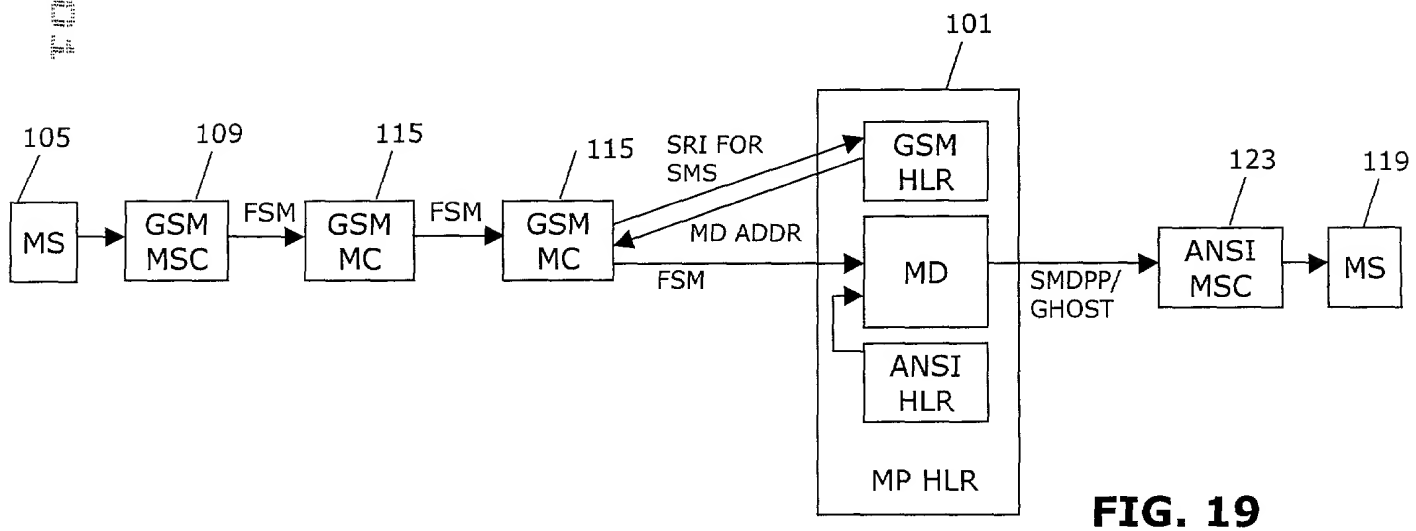 101
105
109
115
115
123
119
MS
GSM
MSC
FSM
GSM
MC
FSM
GSM
MC
SRI FOR
SMS
MD ADDR
FSM
GSM
HLR
MD
ANSI
HLR
MP HLR
SMDPP/
GHOST
ANSI
MSC
MS
FIG. 19